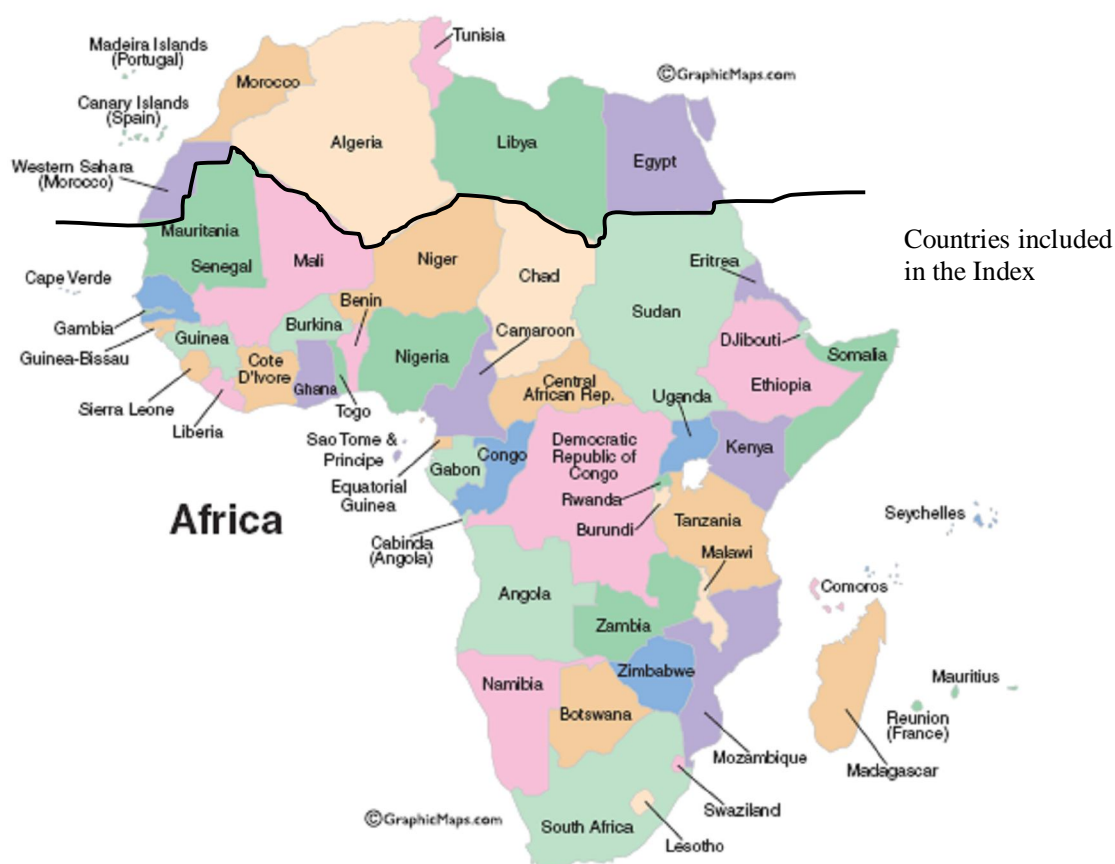 Madeira Islands
(Portugal)
Tunisia
©GraphicMaps.com
Morocco
Canary Islands
(Spain)
Algeria
Libya
Egypt
Western Sahara
(Morocco)
Mauritania
Senegal
Mali
Niger
Chad
Sudan
Eritrea
Countries included
in the Index
Cape Verde
Benin
Gambia
Guinea
Burkina
Camaroon
DJibouti
Somalia
Guinea-Bissau
Cote
D'Ivore
Ghana
Nigeria
Central
African Rep.
Ethiopia
Uganda
Sierra Leone
Liberia
Togo
Sao Tome &
Principe
Congo
Democratic
Republic of
Congo
Kenya
Gabon
Equatorial
Guinea
Rwanda
Africa
Burundi
Tanzania
Seychelles
Cabinda
(Angola)
Malawi
Comoros
Angola
Zambia
Zimbabwe
Namibia
Mauritius
Botswana
Reunion
(France)
Mozambique
Madagascar
Swaziland
©GraphicMaps.com
South Africa
Lesotho